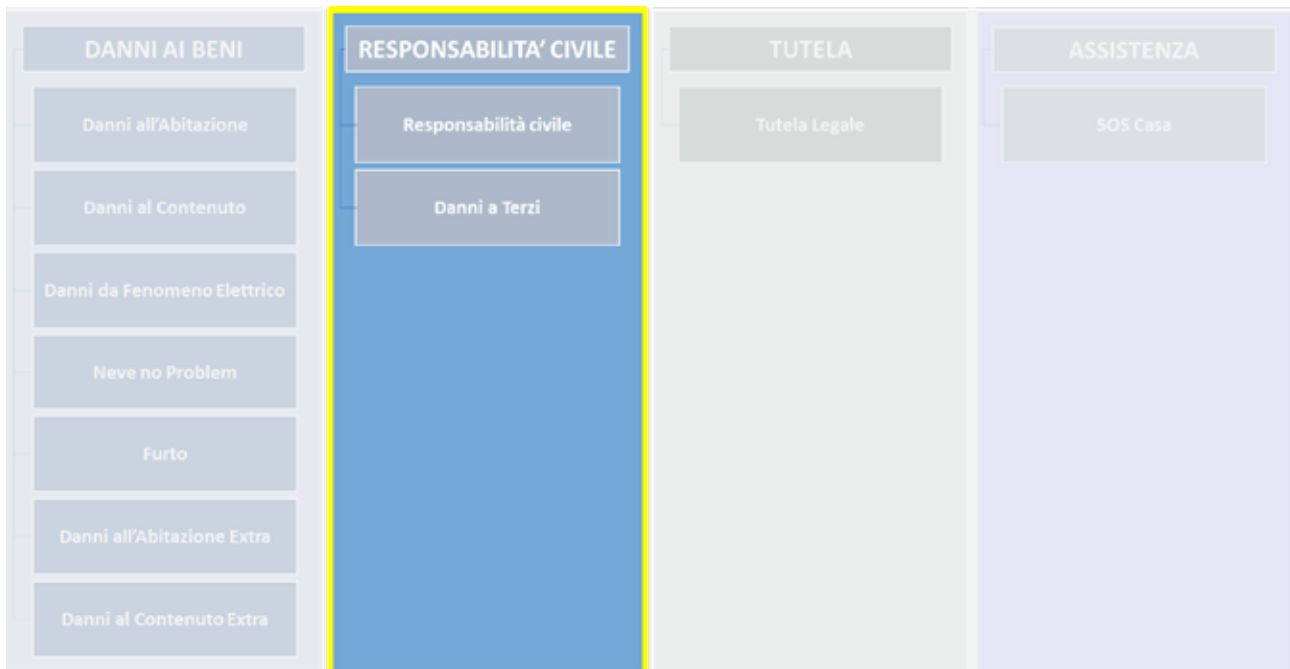 DANNI AI BENI
Danni all'Abitazione
Danni al Contenuto
Danni da Fenomeno Elettrico
Neve no Problem
Furto
Danni all'Abitazione Extra
Danni al Contenuto Extra
RESPONSABILITA' CIVILE
Responsabilità civile
Danni a Terzi
TUTELA
Tutela Legale
ASSISTENZA
SOS Casa